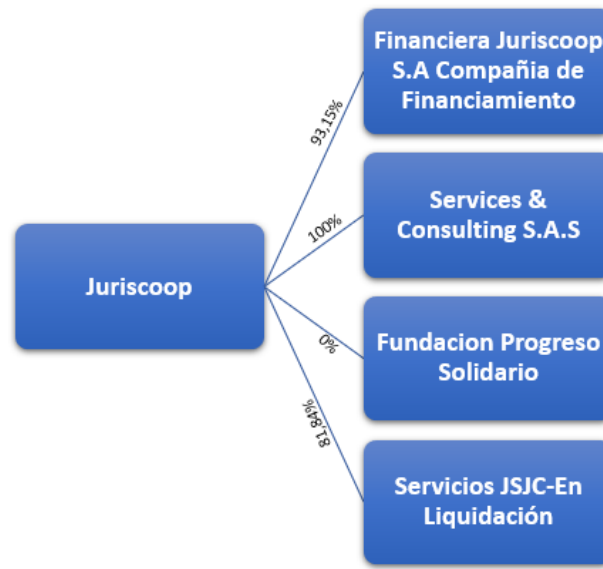 Juriscoop
93,15%
Financiera Juriscoop
S.A Compañia de
Financiamiento
100%
Services &
Consulting S.A.S
0%
Fundacion Progreso
Solidario
81,84%
Servicios JSJC-En
Liquidación